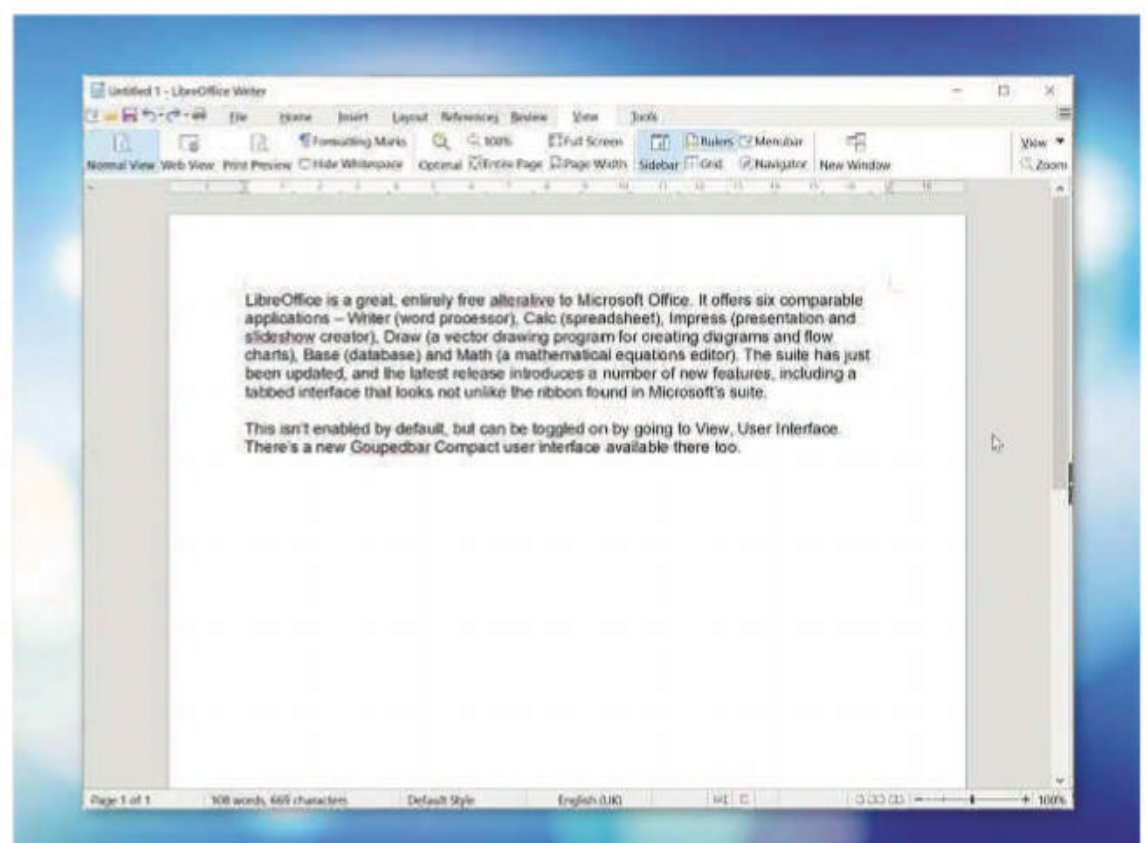 Untitled 1 - LibreOffice Writer
File Home Insert Layout References Review View Tools
Formatting Marks 100% Full Screen Rulers Menubar View
Normal View Web View Print Preview Hide Whitespace Optimal Entire Page Page Width Sidebar Grid Navigator New Window Zoom
LibreOffice is a great, entirely free alterative to Microsoft Office. It offers six comparable
applications – Writer (word processor), Calc (spreadsheet), Impress (presentation and
slideshow creator), Draw (a vector drawing program for creating diagrams and flow
charts), Base (database) and Math (a mathematical equations editor). The suite has just
been updated, and the latest release introduces a number of new features, including a
tabbed interface that looks not unlike the ribbon found in Microsoft's suite.
This isn't enabled by default, but can be toggled on by going to View, User Interface.
There's a new Goupedbar Compact user interface available there too.
Page 1 of 1 108 words, 665 characters Default Style English (UK) 100%